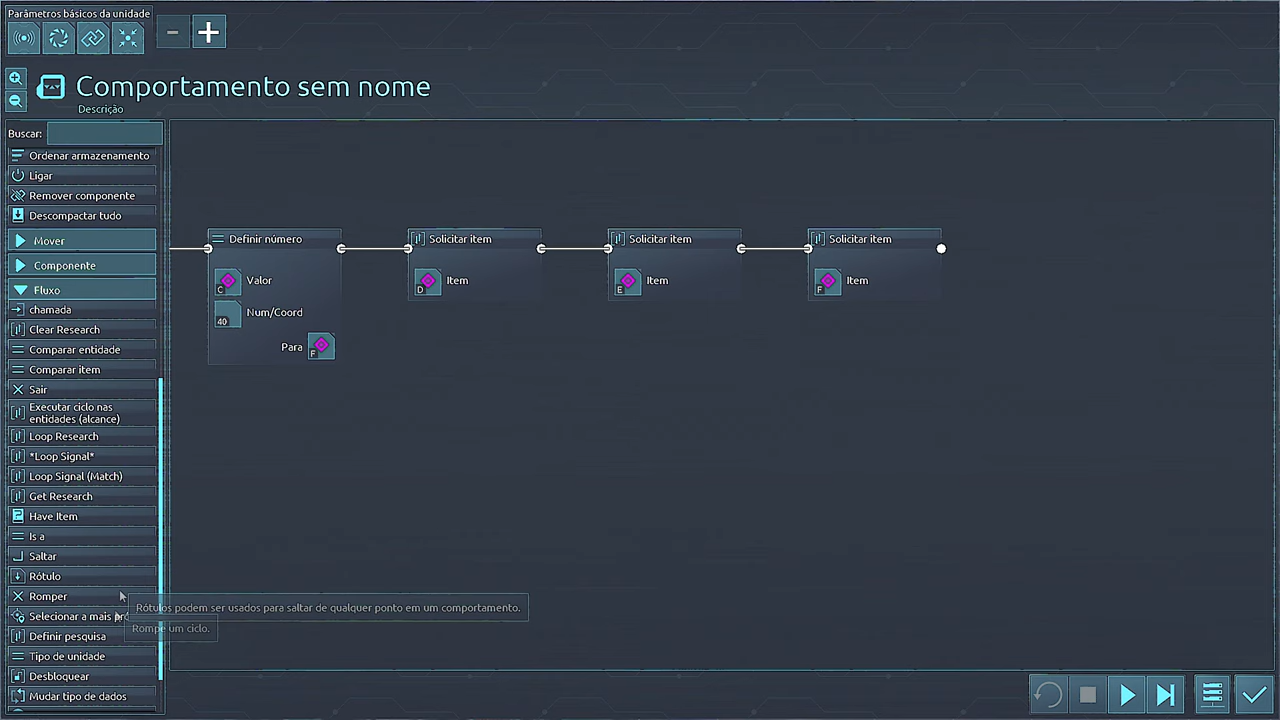 Parâmetros básicos da unidade
Comportamento sem nome
Descrição
Buscar:
Ordenar armazenamento
Ligar
Remover componente
Descompactar tudo
Mover
Componente
Fluxo
chamada
Clear Research
Comparar entidade
Comparar item
Sair
Executar ciclo nas
entidades (alcance)
Loop Research
*Loop Signal*
Loop Signal (Match)
Get Research
Have Item
Is a
Saltar
Rótulo
Romper
Selecionar a mais
Definir pesquisa
Tipo de unidade
Desbloquear
Mudar tipo de dados
Rótulos podem ser usados para saltar de qualquer ponto em um comportamento.
Rompe um ciclo.
Definir número
C
Valor
40
Num/Coord
Para
F
Solicitar item
D
Item
Solicitar item
E
Item
Solicitar item
F
Item